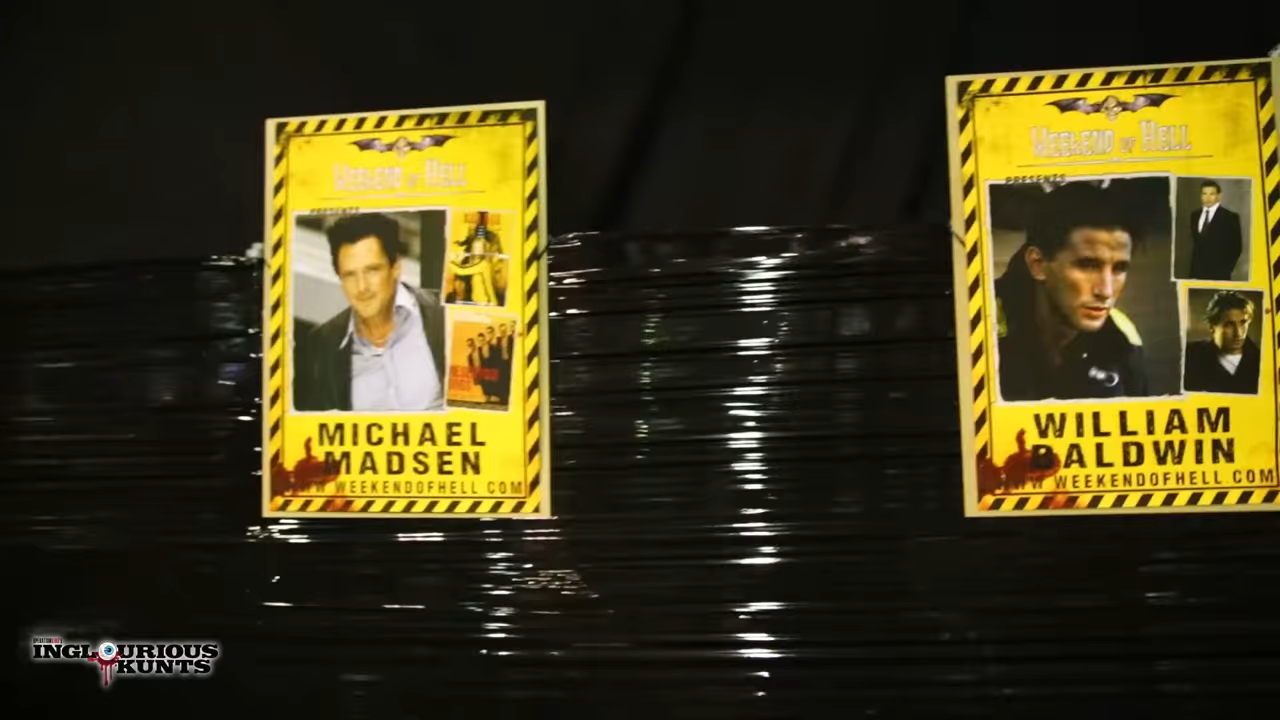 WEEKEND OF HELL
PRESENTS
MICHAEL
MADSEN
WWW.WEEKENDOFHELL.COM
WEEKEND OF HELL
PRESENTS
WILLIAM
BALDWIN
WWW.WEEKENDOFHELL.COM
INGLOURIOUS
KUNTS